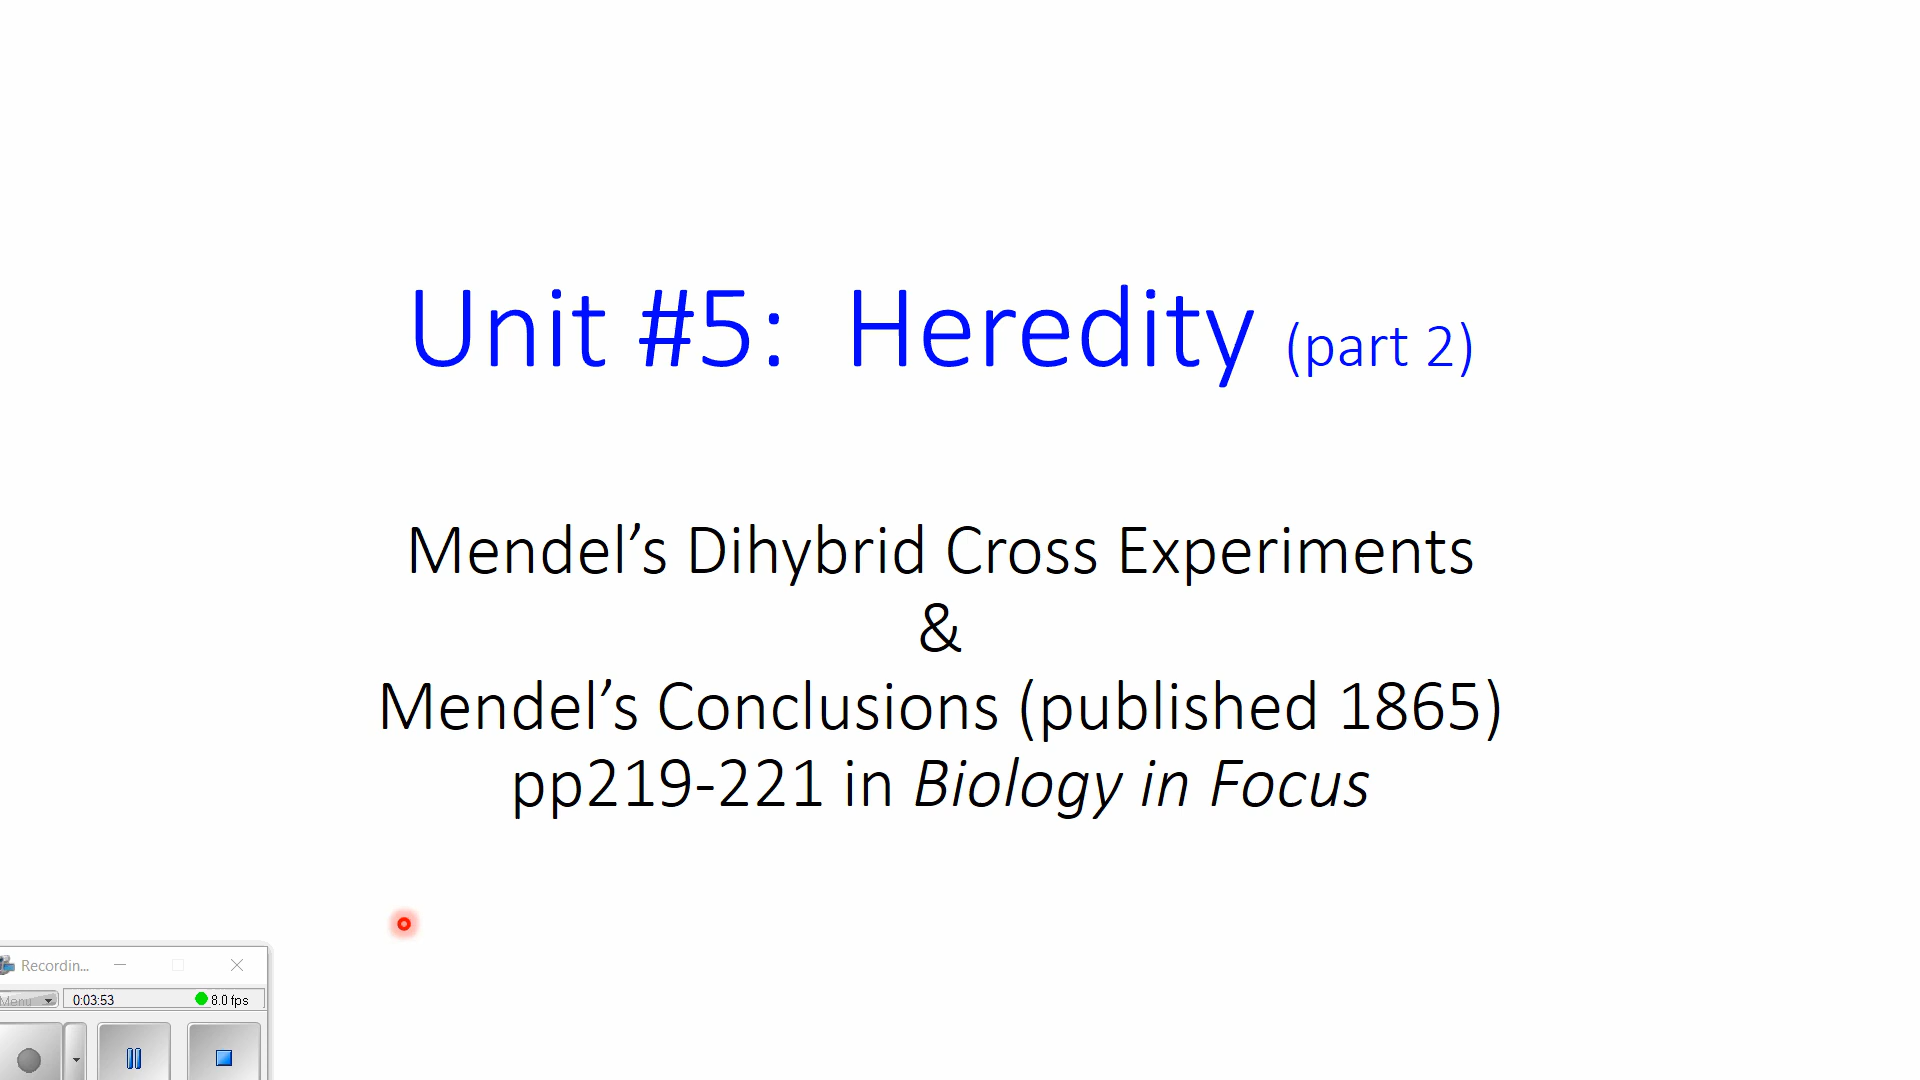 Unit #5:  Heredity (part 2)
Mendel’s Dihybrid Cross Experiments
&
Mendel’s Conclusions (published 1865)
pp219-221 in Biology in Focus
Recordin...
Menu
0:03:53
8.0 fps